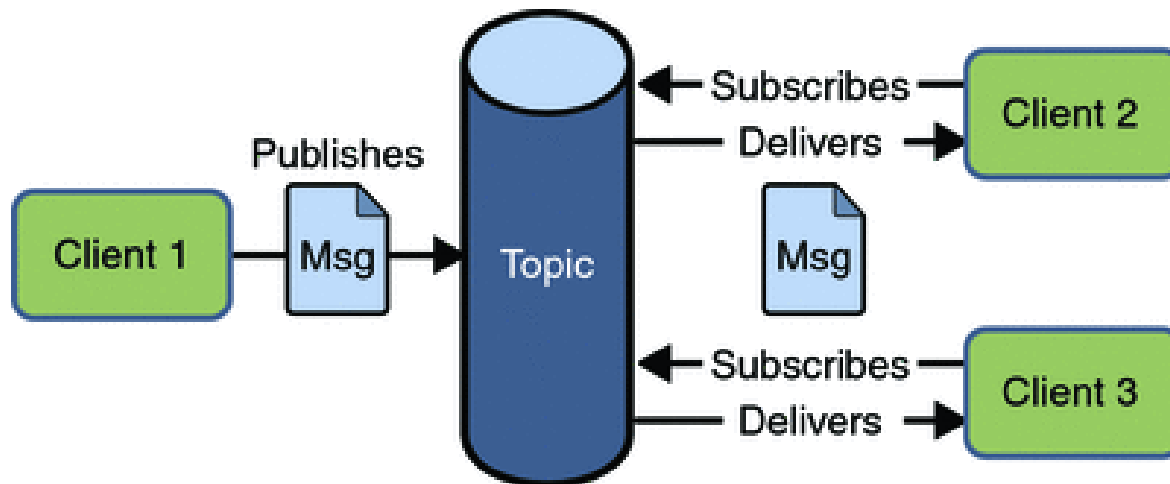 Publishes
Client 1
Msg
Topic
Subscribes
Delivers
Client 2
Msg
Subscribes
Delivers
Client 3